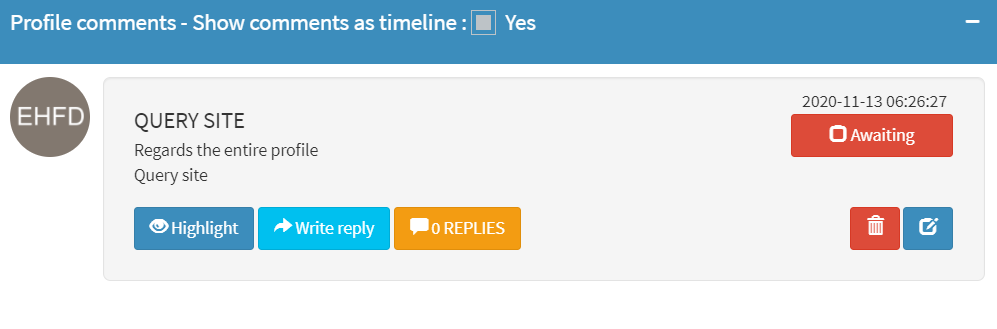 Profile comments - Show comments as timeline : Yes
EHFD
2020-11-13 06:26:27
QUERY SITE
Awaiting
Regards the entire profile
Query site
Highlight Write reply 0 REPLIES